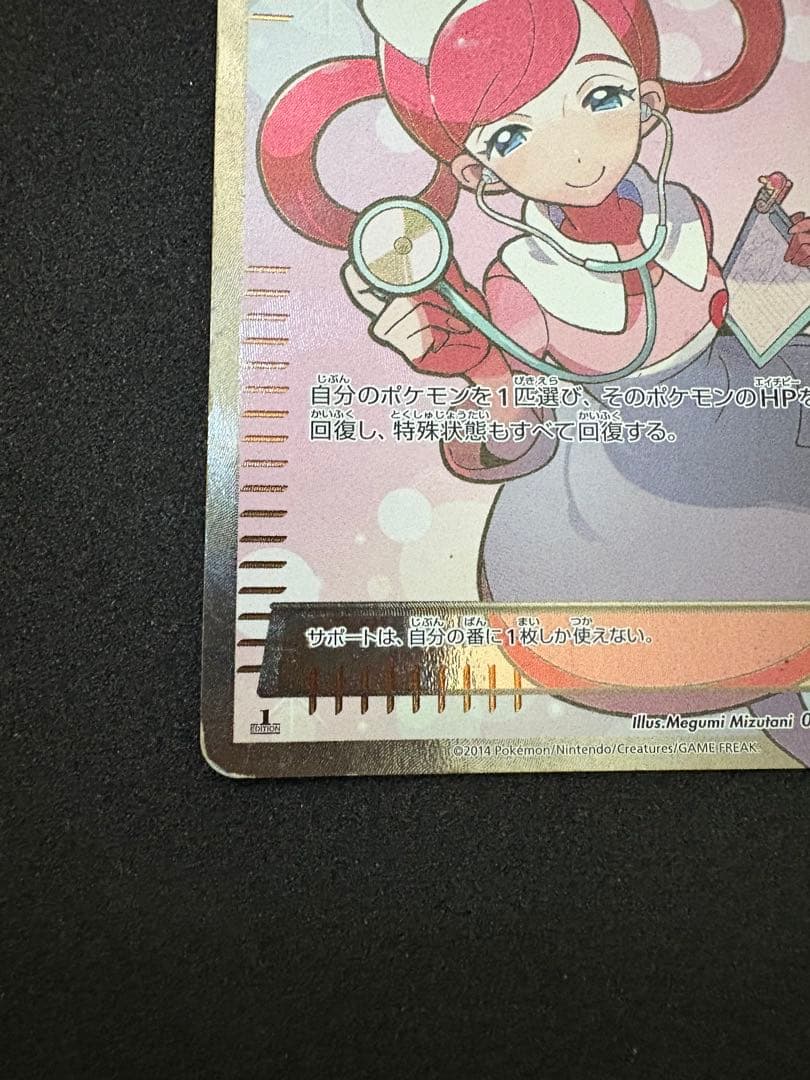 自分のポケモンを1匹選び、そのポケモンのHPを
回復し、特殊状態もすべて回復する。
サポートは、自分の番に1枚しか使えない。
1
EDITION
Illus.Megumi Mizutani 0
©2014 Pokémon/Nintendo/Creatures/GAME FREAK.